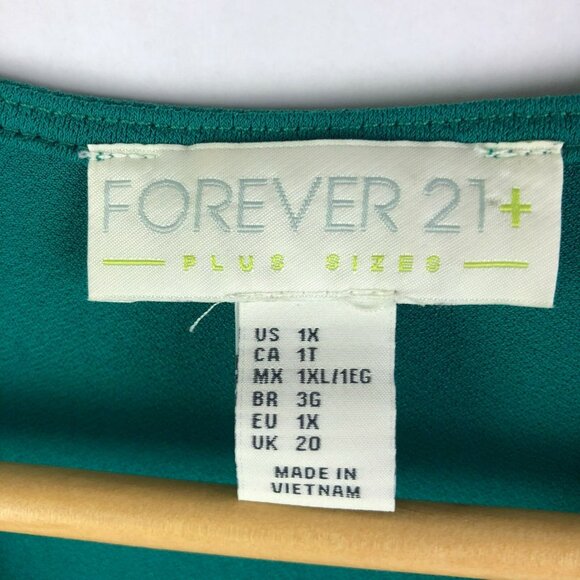 FOREVER 21+
PLUS SIZES
US 1X
CA 1T
MX 1XL/1EG
BR 3G
EU 1X
UK 20
MADE IN
VIETNAM